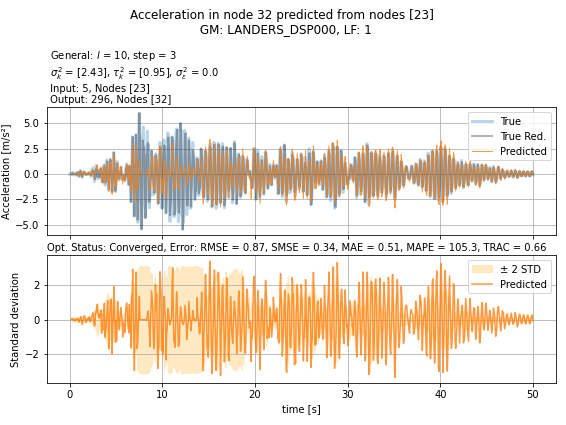 Acceleration in node 32 predicted from nodes [23]
GM: LANDERS_DSP000, LF: 1
General: l = 10, step = 3
σ²ₖ = [2.43], τ²ₖ = [0.95], σ²ε = 0.0
Input: 5, Nodes [23]
Output: 296, Nodes [32]
Acceleration [m/s²]
5.0
2.5
0.0
−2.5
−5.0
True
True Red.
Predicted
Opt. Status: Converged, Error: RMSE = 0.87, SMSE = 0.34, MAE = 0.51, MAPE = 105.3, TRAC = 0.66
Standard deviation
2
0
−2
± 2 STD
Predicted
0 10 20 30 40 50
time [s]